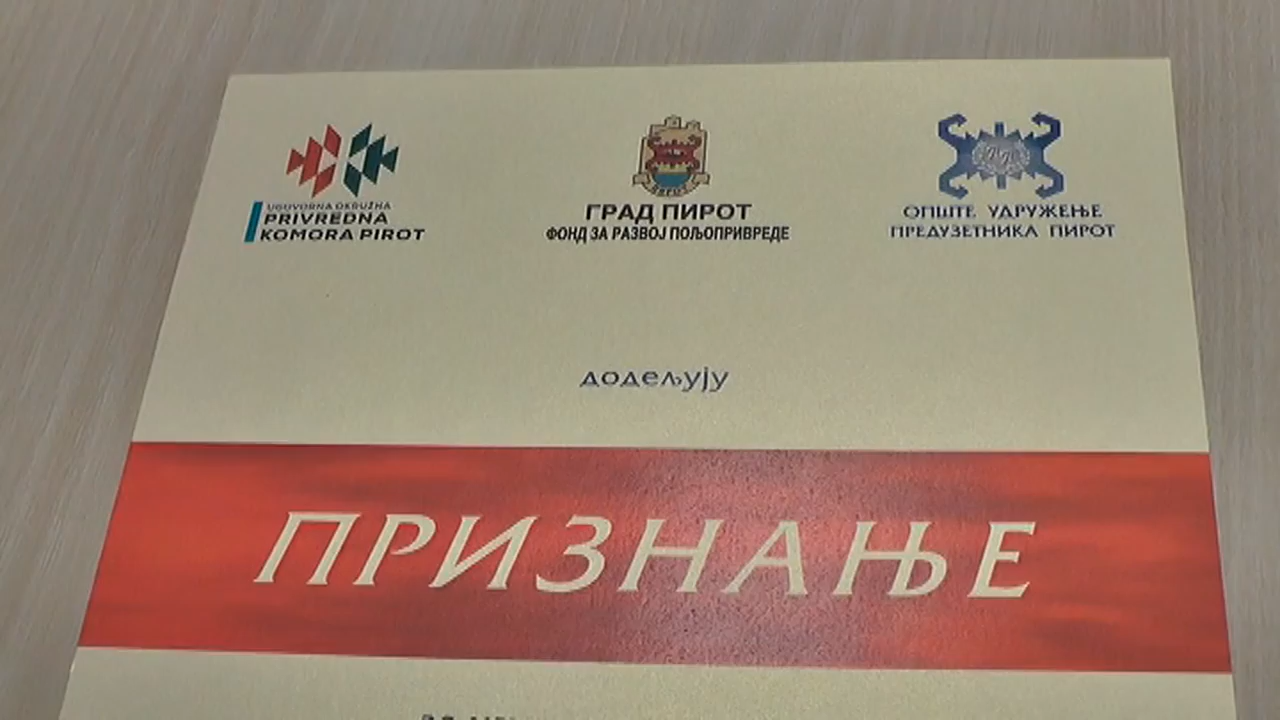 UGOVORNA OKRUŽNA
PRIVREDNA
KOMORA PIROT
ГРАД ПИРОТ
ФОНД ЗА РАЗВОЈ ПОЉОПРИВРЕДЕ
ОПШТЕ УДРУЖЕЊЕ
ПРЕДУЗЕТНИКА ПИРОТ
додељују
ПРИЗНАЊЕ